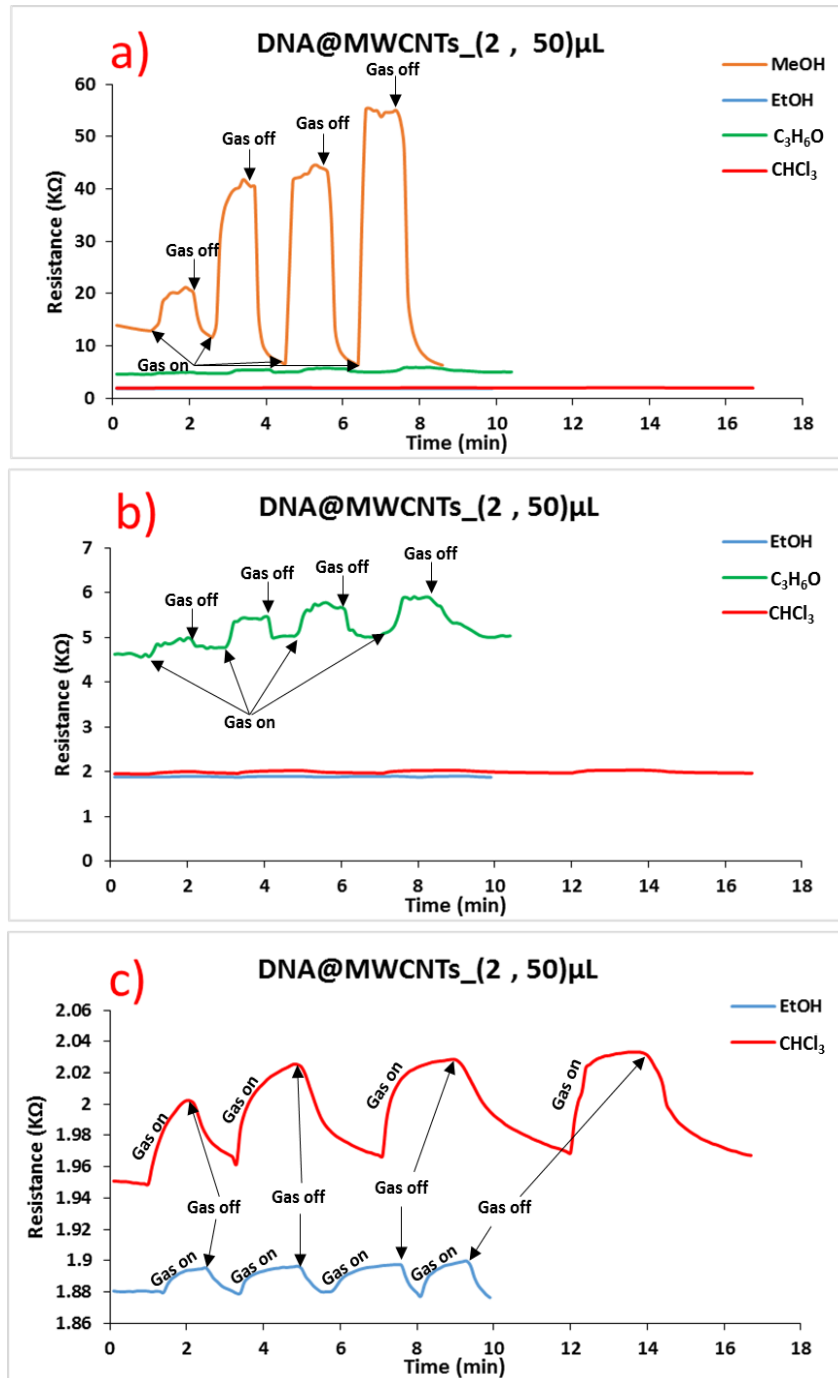 a)
DNA@MWCNTs_(2 , 50)µL
Gas off
MeOH
EtOH
C₃H₆O
CHCl₃
60
50
40
30
20
10
0
Resistance (KΩ)
Gas off
Gas off
Gas off
Gas on
0 2 4 6 8 10 12 14 16 18
Time (min)
b)
DNA@MWCNTs_(2 , 50)µL
EtOH
C₃H₆O
CHCl₃
7
6
5
4
3
2
1
0
Resistance (KΩ)
Gas off
Gas off
Gas off
Gas off
Gas on
0 2 4 6 8 10 12 14 16 18
Time (min)
c)
DNA@MWCNTs_(2 , 50)µL
EtOH
CHCl₃
2.06
2.04
2.02
2
1.98
1.96
1.94
1.92
1.9
1.88
1.86
Resistance (KΩ)
Gas on
Gas on
Gas on
Gas on
Gas off
Gas off
Gas off
Gas off
Gas on
Gas on
Gas on
Gas on
0 2 4 6 8 10 12 14 16 18
Time (min)